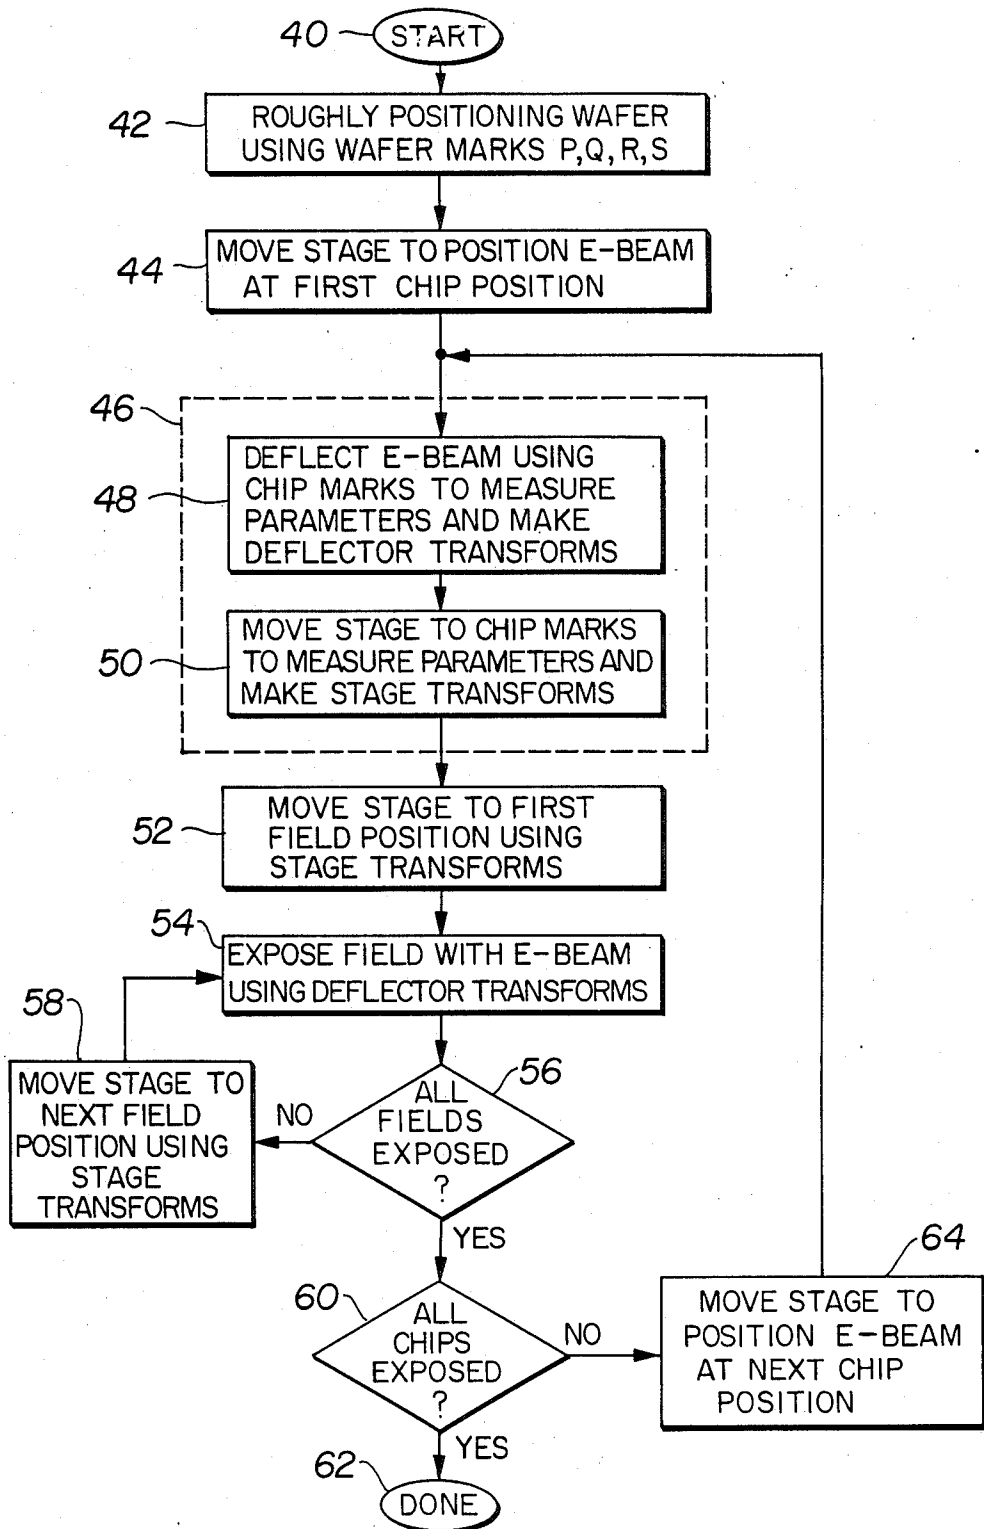 40
START
42
ROUGHLY POSITIONING WAFER
USING WAFER MARKS P,Q,R,S
44
MOVE STAGE TO POSITION E-BEAM
AT FIRST CHIP POSITION
46
48
DEFLECT E-BEAM USING
CHIP MARKS TO MEASURE
PARAMETERS AND MAKE
DEFLECTOR TRANSFORMS
50
MOVE STAGE TO CHIP MARKS
TO MEASURE PARAMETERS AND
MAKE STAGE TRANSFORMS
52
MOVE STAGE TO FIRST
FIELD POSITION USING
STAGE TRANSFORMS
54
EXPOSE FIELD WITH E-BEAM
USING DEFLECTOR TRANSFORMS
58
MOVE STAGE TO
NEXT FIELD
POSITION USING
STAGE
TRANSFORMS
NO
56
ALL
FIELDS
EXPOSED
?
YES
60
ALL
CHIPS
EXPOSED
?
NO
64
MOVE STAGE TO
POSITION E-BEAM
AT NEXT CHIP
POSITION
YES
62
DONE